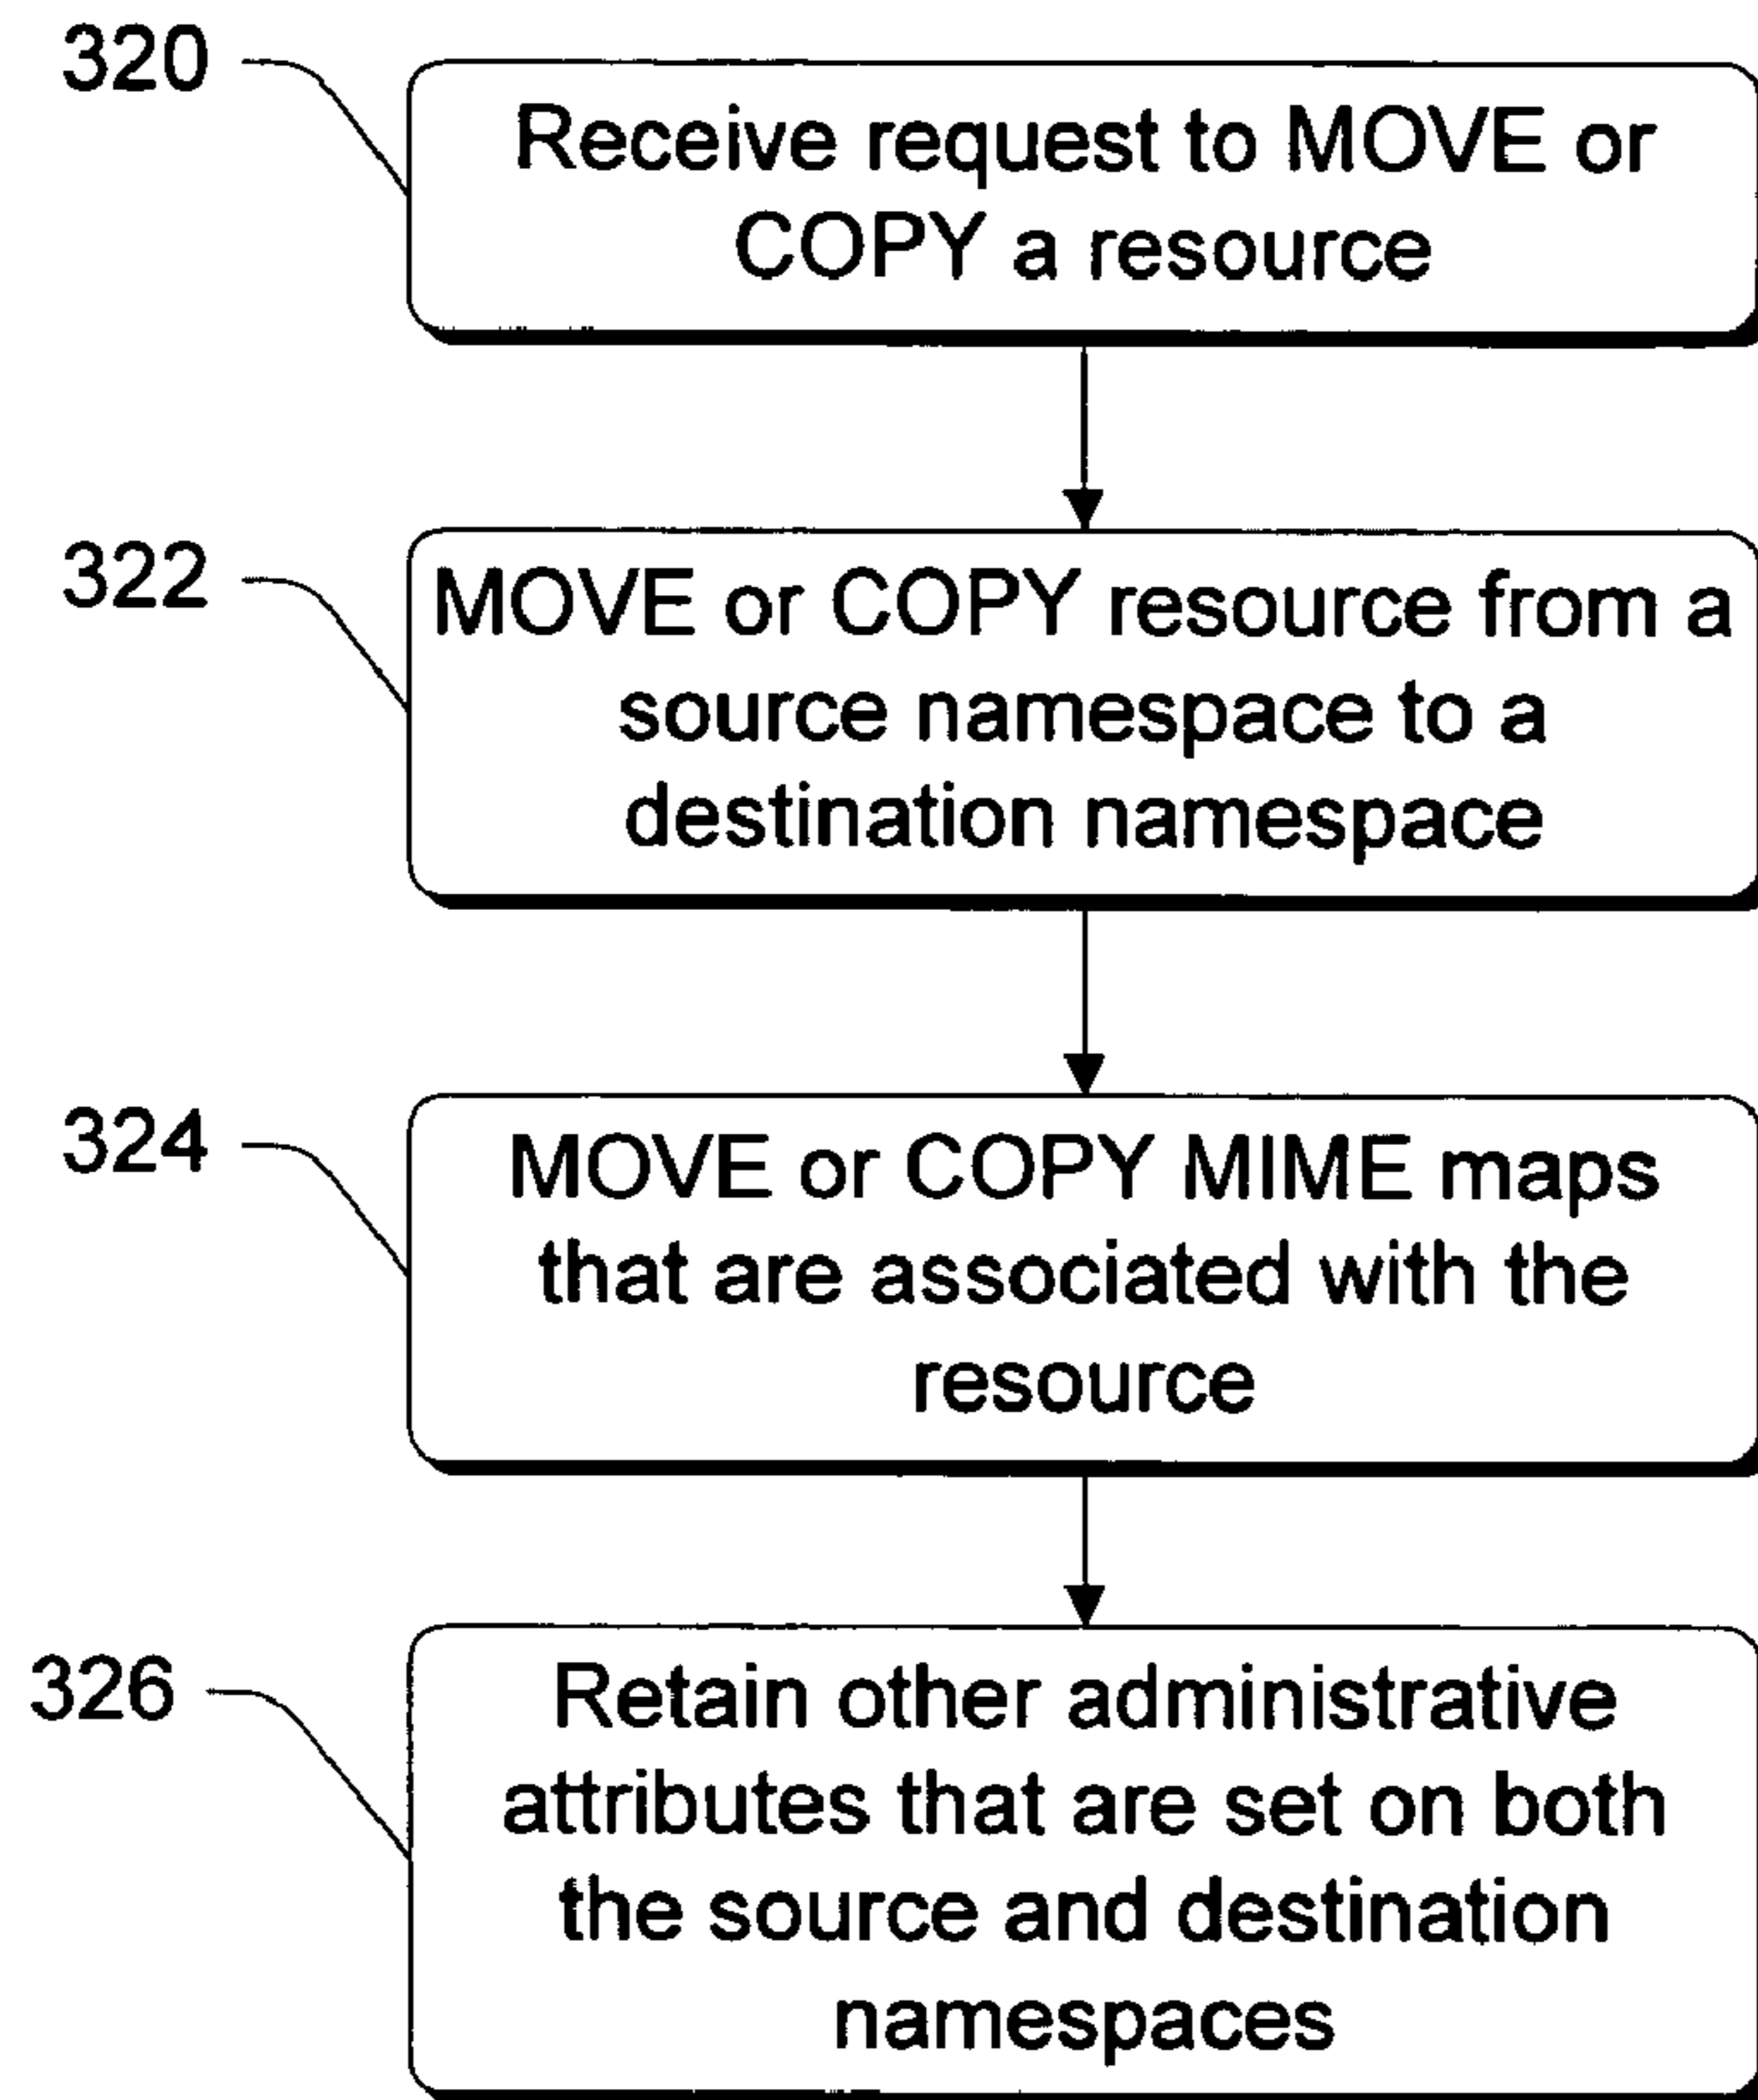 320
Receive request to MOVE or
COPY a resource
322
MOVE or COPY resource from a
source namespace to a
destination namespace
324
MOVE or COPY MIME maps
that are associated with the
resource
326
Retain other administrative
attributes that are set on both
the source and destination
namespaces